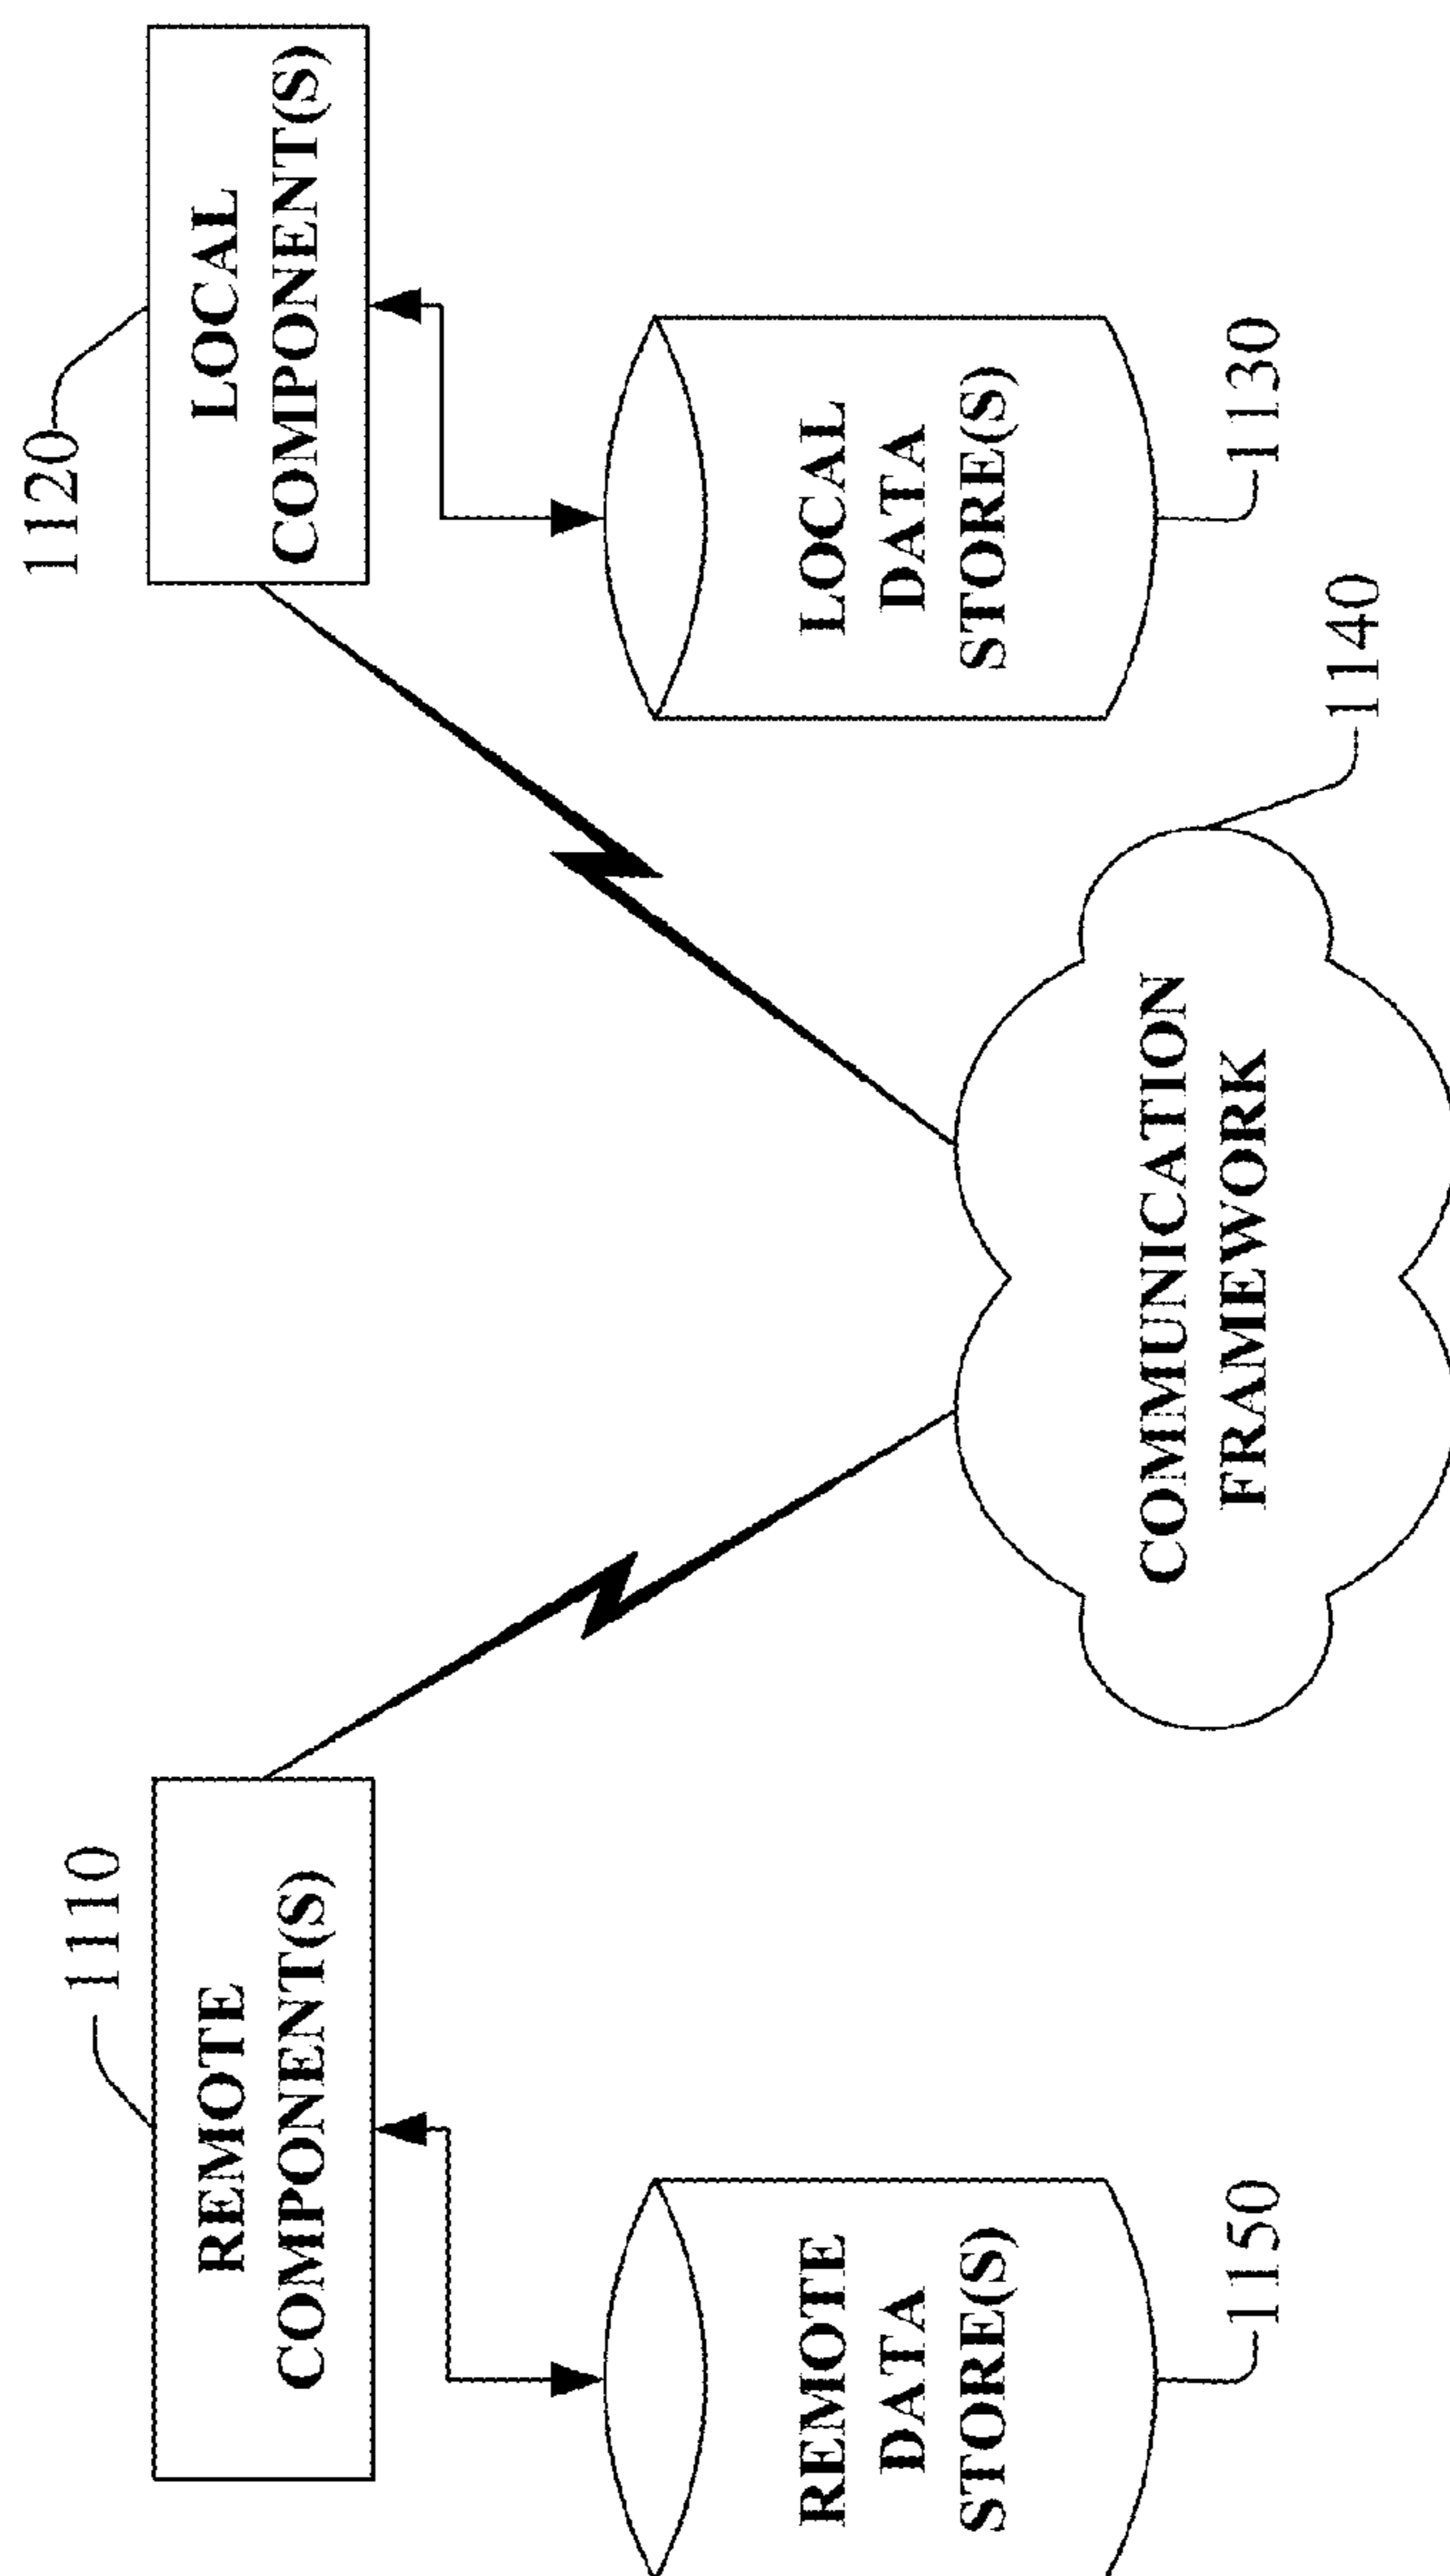 1110
REMOTE
COMPONENT(S)
1120
LOCAL
COMPONENT(S)
REMOTE
DATA
STORE(S)
1150
COMMUNICATION
FRAMEWORK
1140
LOCAL
DATA
STORE(S)
1130